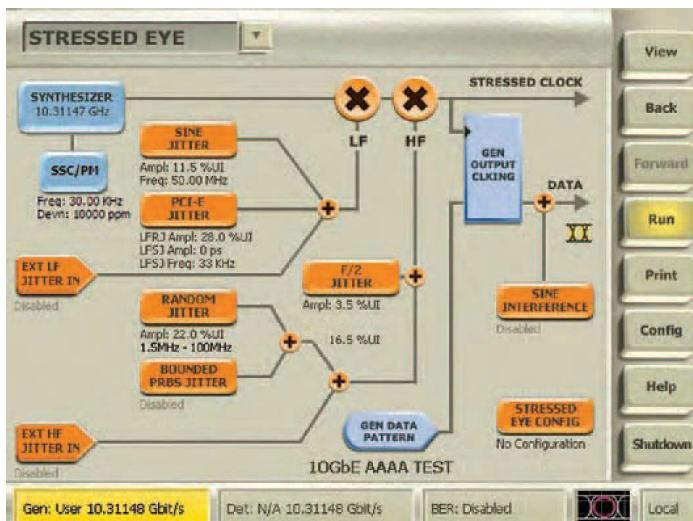 STRESSED EYE
View
Back
Forward
Run
Print
Config
Help
Shutdown
SYNTHESIZER
10.31147 GHz
SSC/PM
Freq: 30.00 KHz
Devn: 10000 ppm
SINE
JITTER
Ampl: 11.5 %UI
Freq: 50.00 MHz
PCI-E
JITTER
LFRJ Ampl: 28.0 %UI
LFSJ Ampl: 0 ps
LFSJ Freq: 33 KHz
EXT LF
JITTER IN
Disabled
LF
HF
STRESSED CLOCK
GEN
OUTPUT
CLKING
DATA
F/2
JITTER
Ampl: 3.5 %UI
SINE
INTERFERENCE
Disabled
RANDOM
JITTER
Ampl: 22.0 %UI
1.5MHz - 100MHz
16.5 %UI
BOUNDED
PRBS JITTER
Disabled
EXT HF
JITTER IN
Disabled
GEN DATA
PATTERN
STRESSED
EYE CONFIG
No Configuration
10GbE AAAA TEST
Gen: User 10.31148 Gbit/s
Det: N/A 10.31148 Gbit/s
BER: Disabled
Local